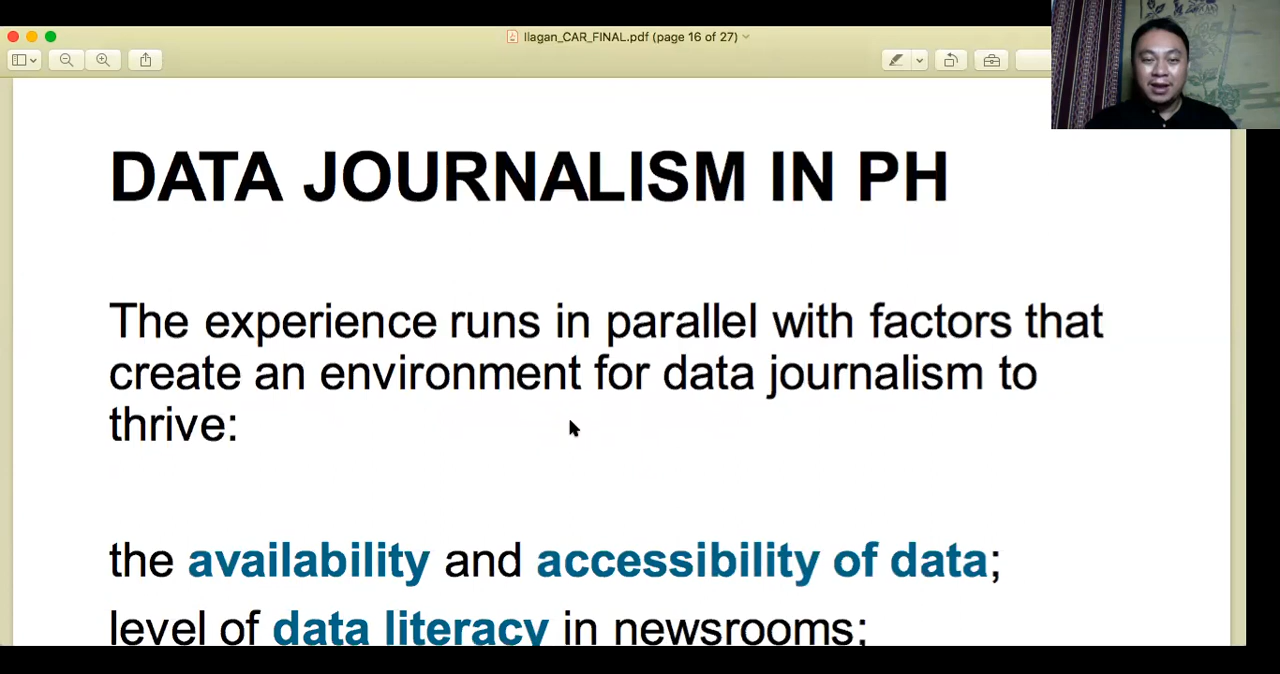 Ilagan_CAR_FINAL.pdf (page 16 of 27)
DATA JOURNALISM IN PH
The experience runs in parallel with factors that
create an environment for data journalism to
thrive:
the availability and accessibility of data;
level of data literacy in newsrooms;